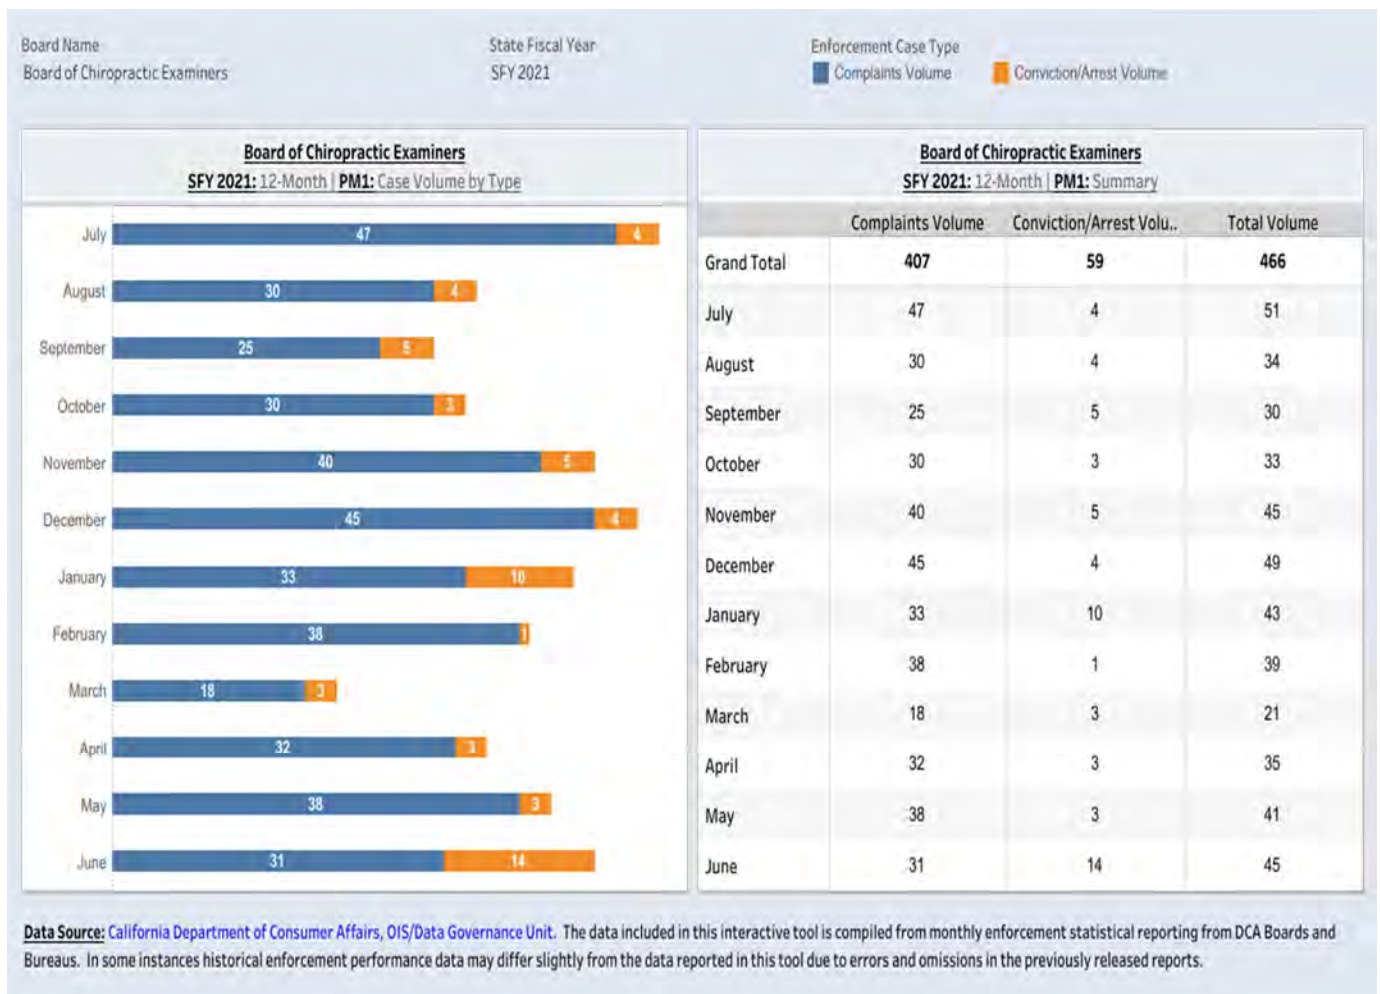 Board Name State Fiscal Year Enforcement Case Type
Board of Chiropractic Examiners SFY 2021 Complaints Volume Conviction/Arrest Volume
Board of Chiropractic Examiners
SFY 2021: 12-Month | PM1: Case Volume by Type
July 47 4
August 30 4
September 25 5
October 30 3
November 40 5
December 45 4
January 33 10
February 38 1
March 18 3
April 32 3
May 38 3
June 31 14
Board of Chiropractic Examiners
SFY 2021: 12-Month | PM1: Summary
Complaints Volume Conviction/Arrest Volu.. Total Volume
Grand Total 407 59 466
July 47 4 51
August 30 4 34
September 25 5 30
October 30 3 33
November 40 5 45
December 45 4 49
January 33 10 43
February 38 1 39
March 18 3 21
April 32 3 35
May 38 3 41
June 31 14 45
Data Source: California Department of Consumer Affairs, OIS/Data Governance Unit. The data included in this interactive tool is compiled from monthly enforcement statistical reporting from DCA Boards and
Bureaus. In some instances historical enforcement performance data may differ slightly from the data reported in this tool due to errors and omissions in the previously released reports.